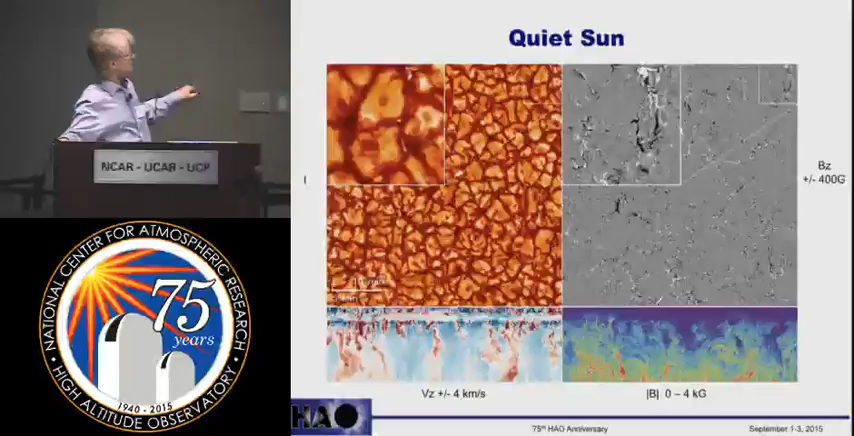 Quiet Sun
I
Bz
+/- 400G
Vz +/- 4 km/s
|B| 0 – 4 kG
HAO
75th HAO Anniversary
September 1-3, 2015
NCAR - UCAR - UCP
NATIONAL CENTER FOR ATMOSPHERIC RESEARCH
75
years
1940 - 2015
HIGH ALTITUDE OBSERVATORY